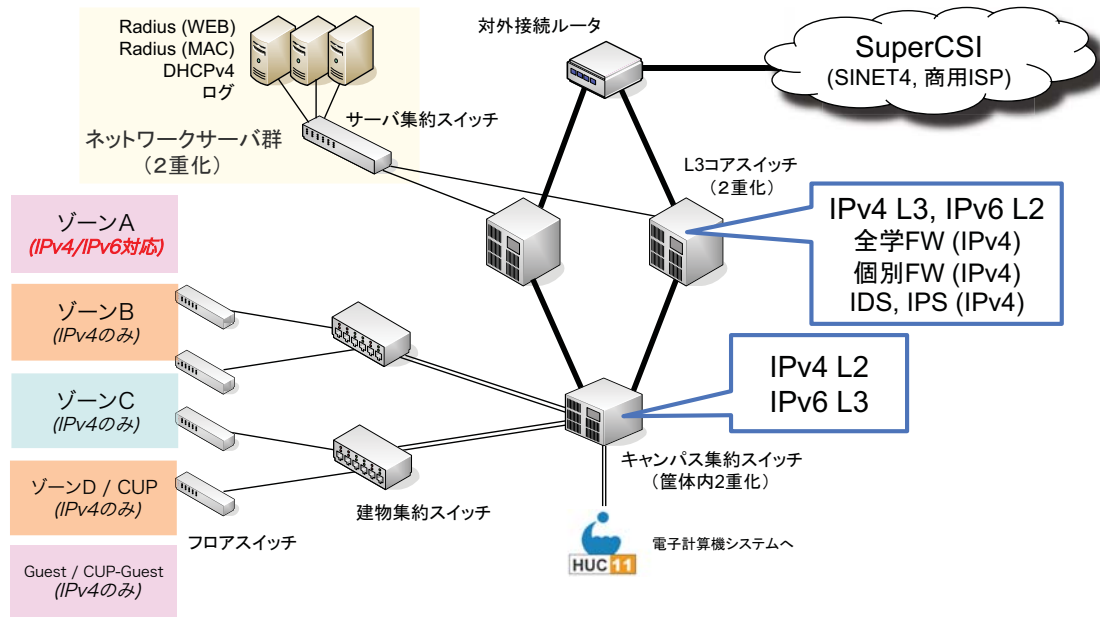 Radius (WEB)
Radius (MAC)
DHCPv4
ログ
サーバ集約スイッチ
ネットワークサーバ群
(2重化)
対外接続ルータ
SuperCSI
(SINET4, 商用ISP)
L3コアスイッチ
(2重化)
IPv4 L3, IPv6 L2
全学FW (IPv4)
個別FW (IPv4)
IDS, IPS (IPv4)
ゾーンA
(IPv4/IPv6対応)
ゾーンB
(IPv4のみ)
ゾーンC
(IPv4のみ)
ゾーンD / CUP
(IPv4のみ)
Guest / CUP-Guest
(IPv4のみ)
フロアスイッチ
建物集約スイッチ
IPv4 L2
IPv6 L3
キャンパス集約スイッチ
(筐体内2重化)
HUC 11
電子計算機システムへ